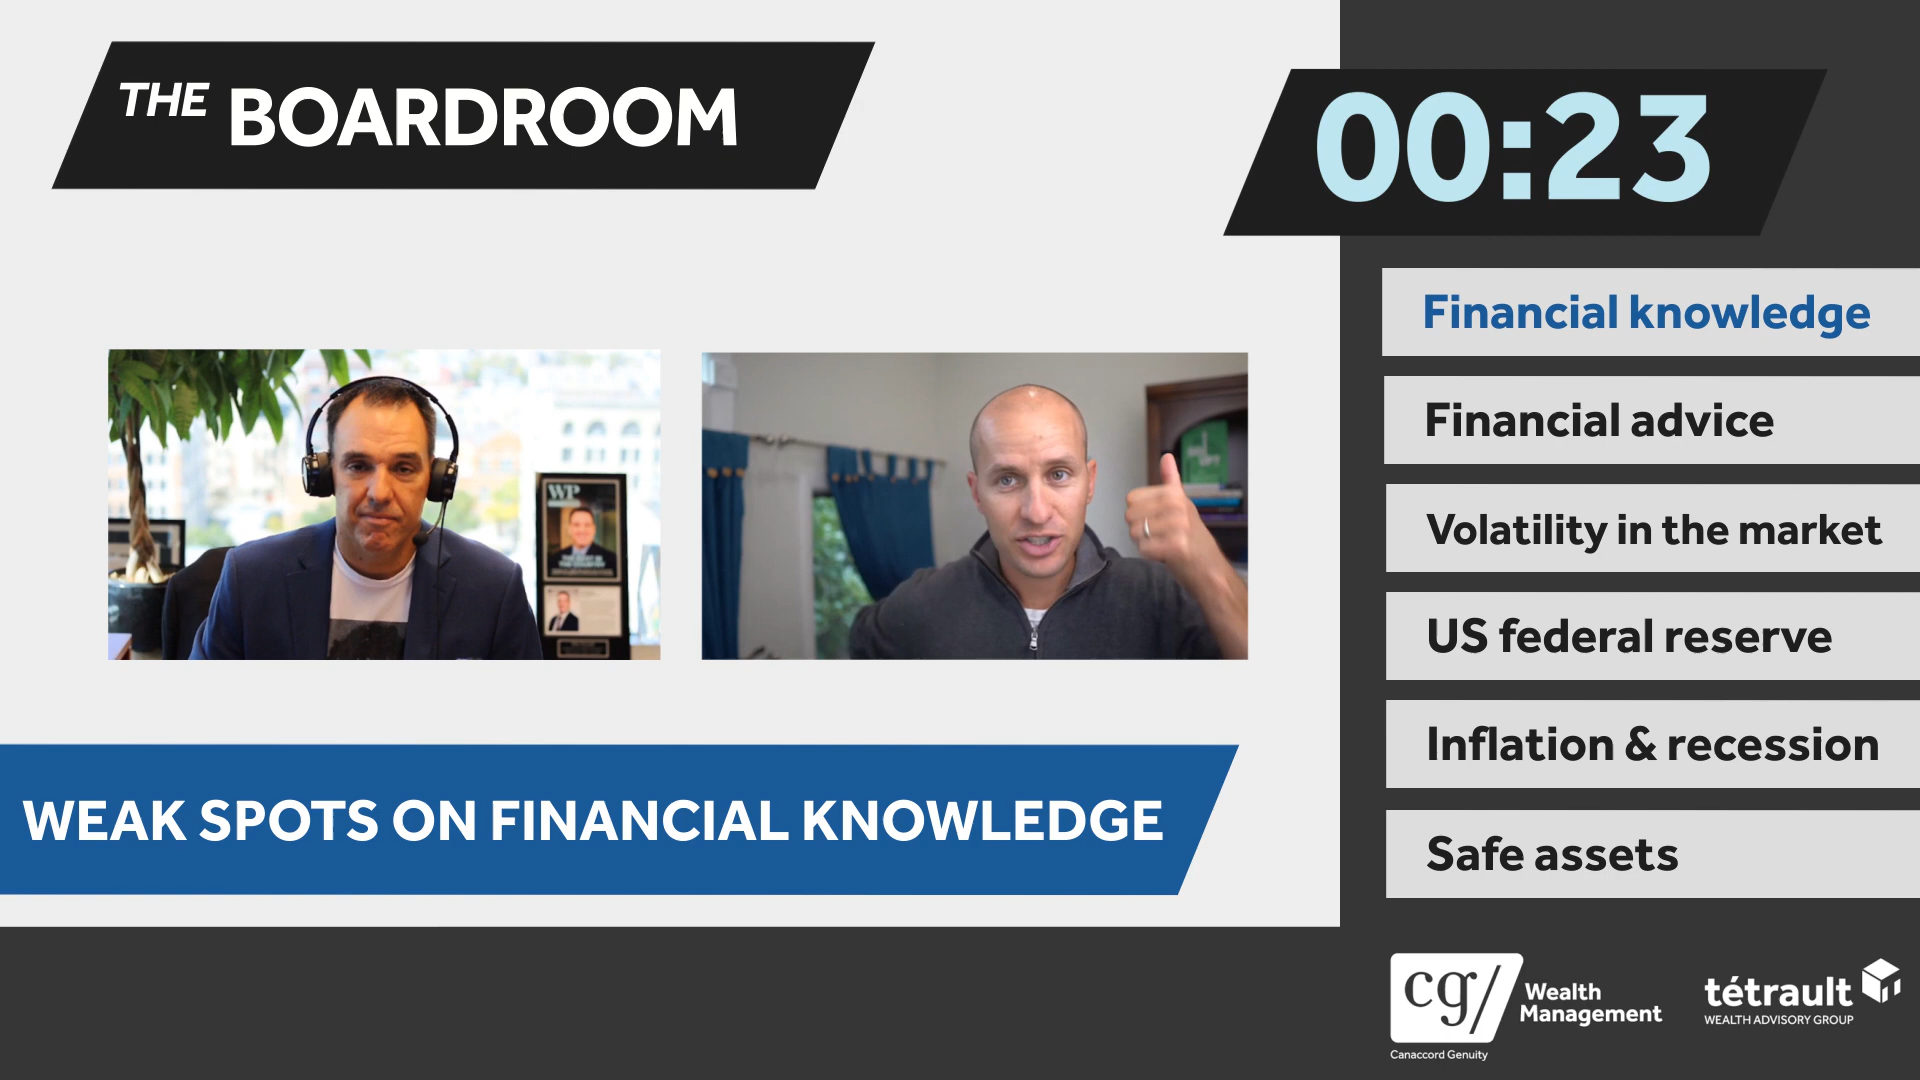 THE BOARDROOM
00:23
Financial knowledge
Financial advice
Volatility in the market
US federal reserve
Inflation & recession
Safe assets
WP
WEAK SPOTS ON FINANCIAL KNOWLEDGE
cg/ Wealth Management
Canaccord Genuity
tétrault
WEALTH ADVISORY GROUP